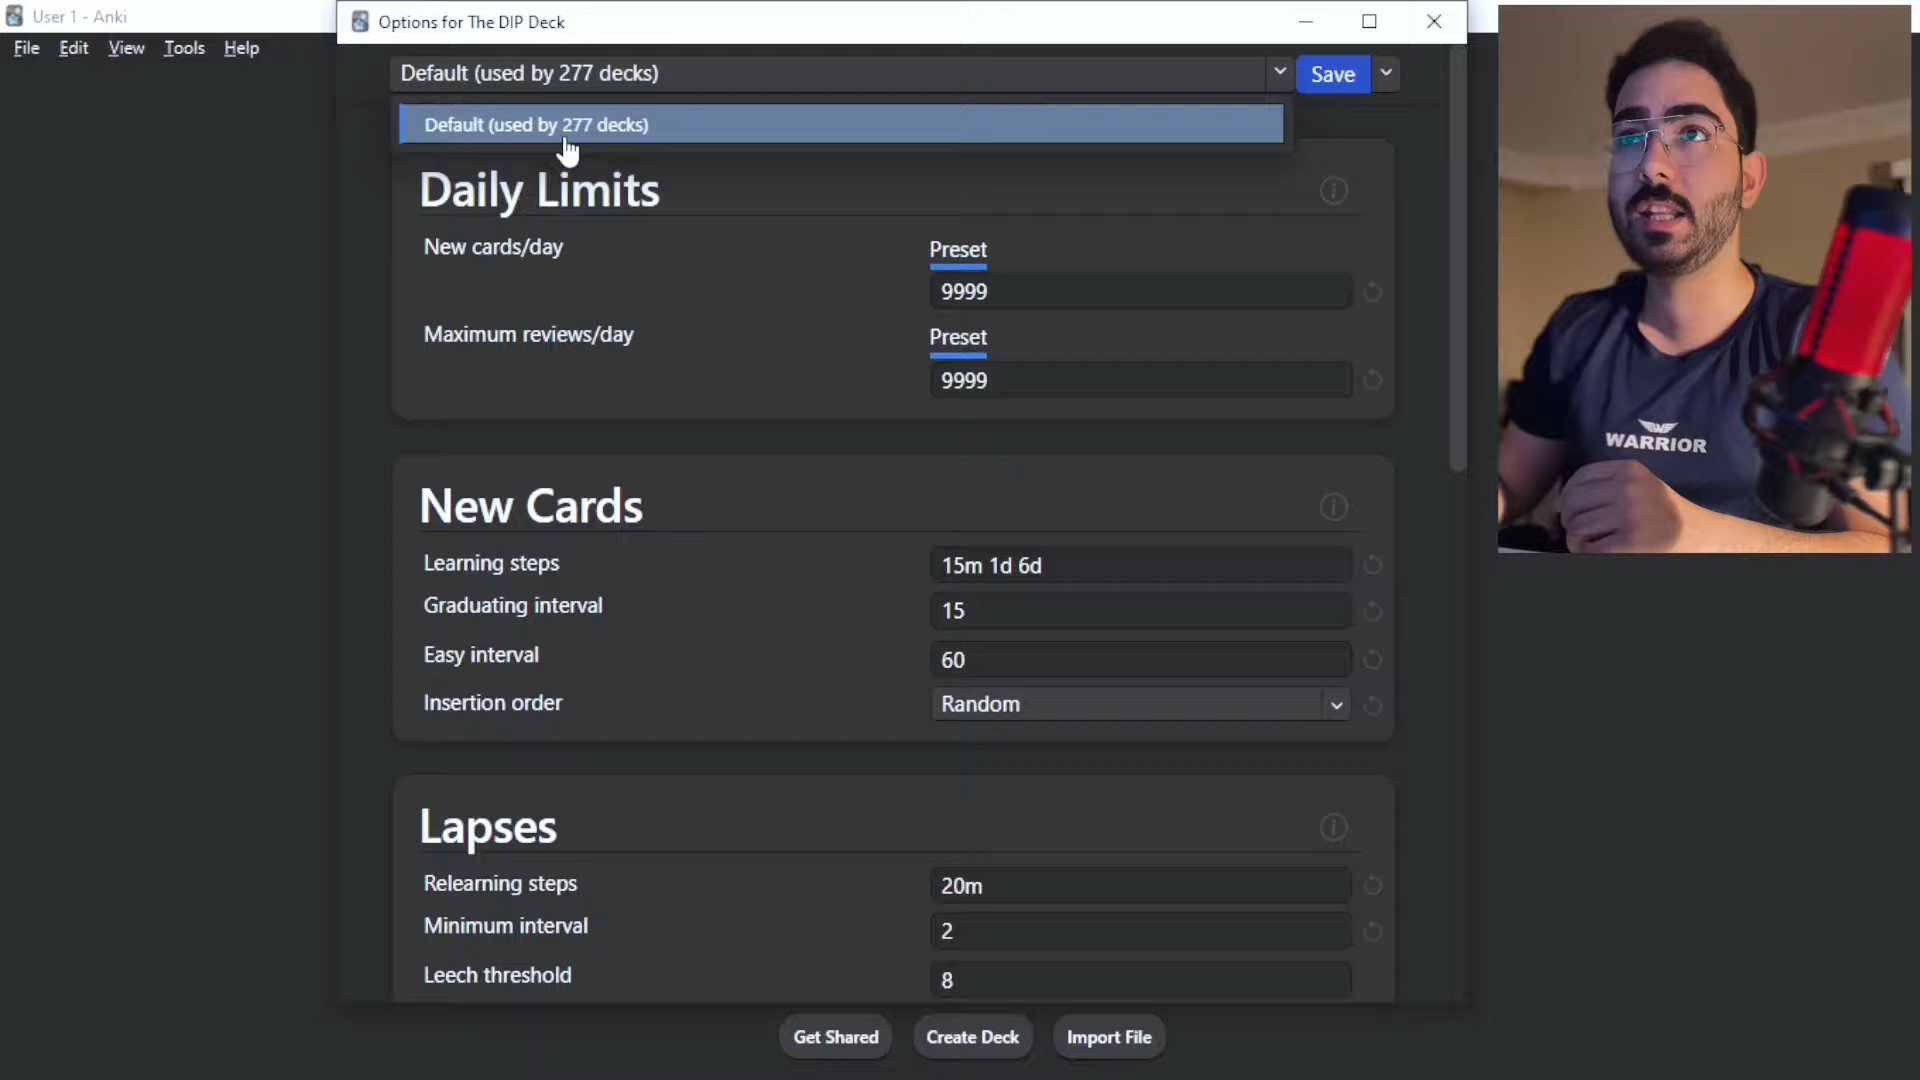 User 1 - Anki
File Edit View Tools Help
Options for The DIP Deck
Default (used by 277 decks)
Save
Default (used by 277 decks)
Daily Limits
New cards/day
Preset
9999
Maximum reviews/day
Preset
9999
New Cards
Learning steps
15m 1d 6d
Graduating interval
15
Easy interval
60
Insertion order
Random
Lapses
Relearning steps
20m
Minimum interval
2
Leech threshold
8
Get Shared
Create Deck
Import File
WARRIOR